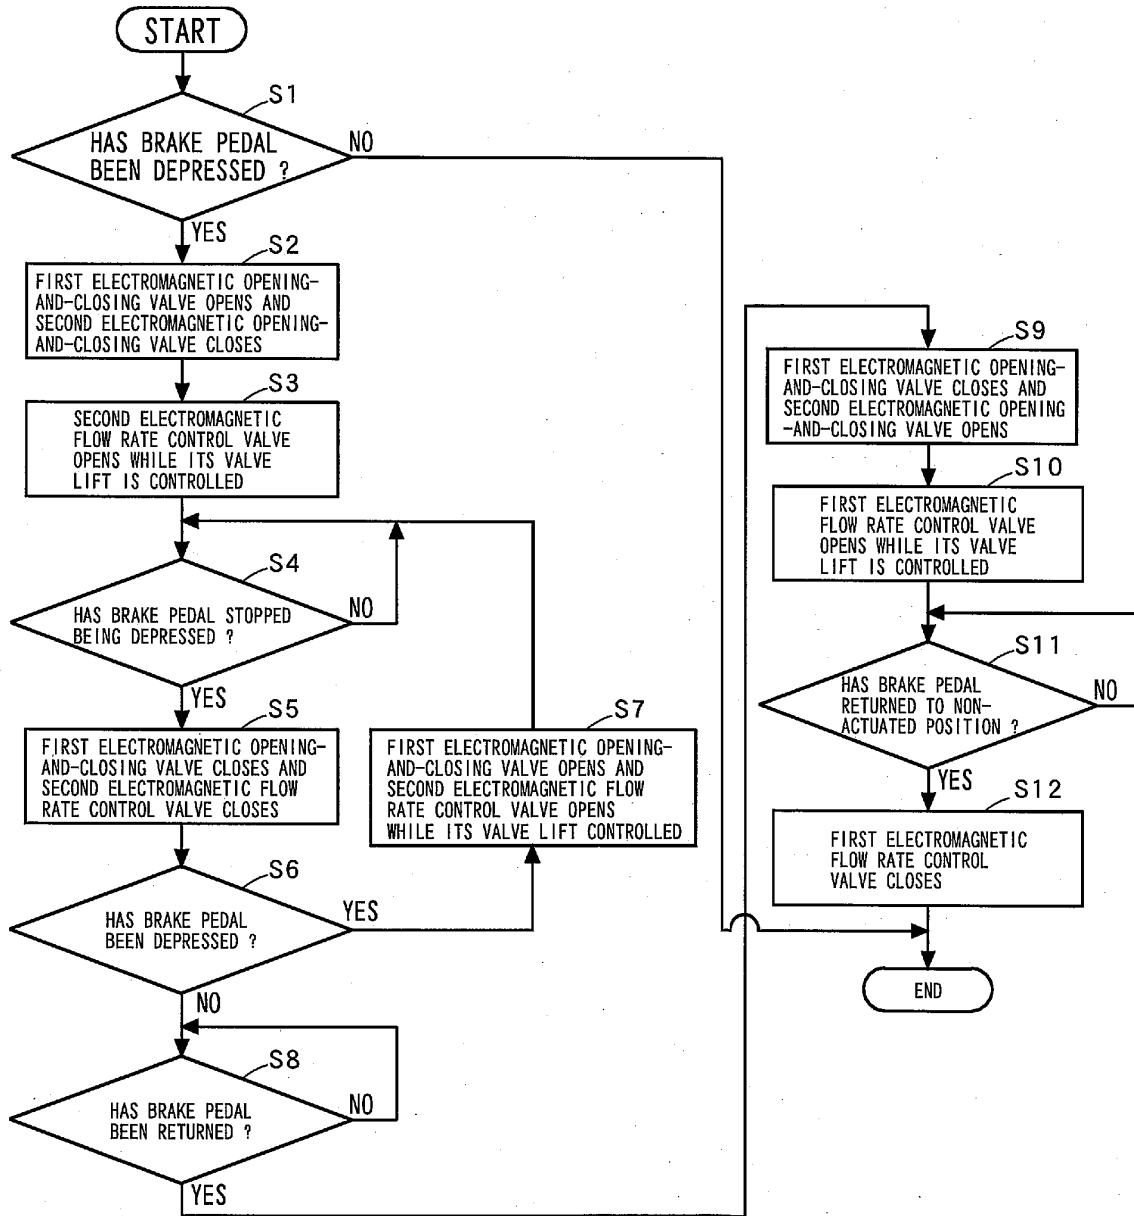 START
S1
HAS BRAKE PEDAL
BEEN DEPRESSED ?
NO
YES
S2
FIRST ELECTROMAGNETIC OPENING-
AND-CLOSING VALVE OPENS AND
SECOND ELECTROMAGNETIC OPENING-
AND-CLOSING VALVE CLOSES
S3
SECOND ELECTROMAGNETIC
FLOW RATE CONTROL VALVE
OPENS WHILE ITS VALVE
LIFT IS CONTROLLED
S4
HAS BRAKE PEDAL STOPPED
BEING DEPRESSED ?
NO
YES
S5
FIRST ELECTROMAGNETIC OPENING-
AND-CLOSING VALVE CLOSES AND
SECOND ELECTROMAGNETIC FLOW
RATE CONTROL VALVE CLOSES
S7
FIRST ELECTROMAGNETIC OPENING-
AND-CLOSING VALVE OPENS AND
SECOND ELECTROMAGNETIC FLOW
RATE CONTROL VALVE OPENS
WHILE ITS VALVE LIFT CONTROLLED
S6
HAS BRAKE PEDAL
BEEN DEPRESSED ?
YES
NO
S8
HAS BRAKE PEDAL
BEEN RETURNED ?
NO
YES
S9
FIRST ELECTROMAGNETIC OPENING-
AND-CLOSING VALVE CLOSES AND
SECOND ELECTROMAGNETIC OPENING
-AND-CLOSING VALVE OPENS
S10
FIRST ELECTROMAGNETIC
FLOW RATE CONTROL VALVE
OPENS WHILE ITS VALVE
LIFT IS CONTROLLED
S11
HAS BRAKE PEDAL
RETURNED TO NON-
ACTUATED POSITION ?
NO
YES
S12
FIRST ELECTROMAGNETIC
FLOW RATE CONTROL
VALVE CLOSES
END